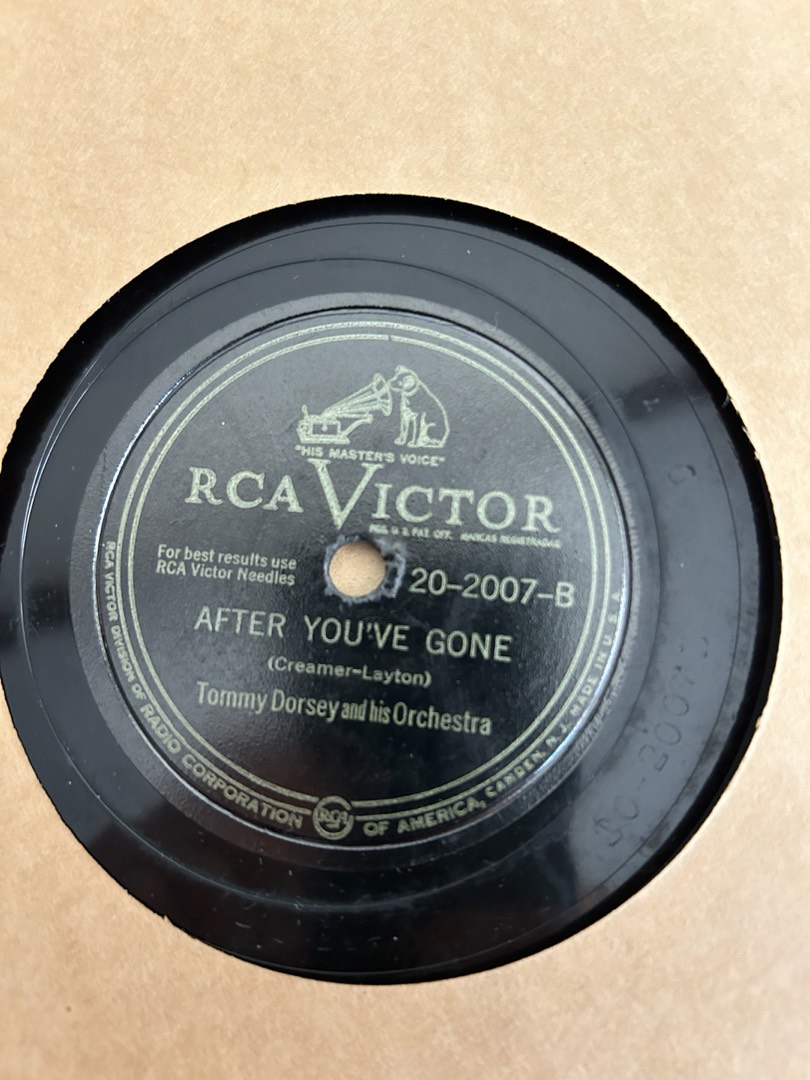 "HIS MASTER'S VOICE"
RCA VICTOR
REG. U.S. PAT. OFF. MARCAS REGISTRADAS
For best results use
RCA Victor Needles
20-2007-B
AFTER YOU'VE GONE
(Creamer-Layton)
Tommy Dorsey and his Orchestra
RCA VICTOR DIVISION OF RADIO CORPORATION OF AMERICA, CAMDEN, N. J. MADE IN U.S.A.
RCA